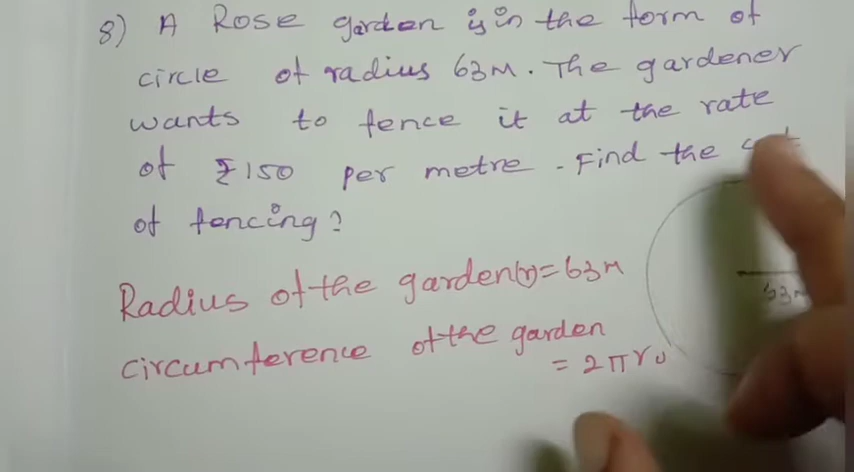 8) A Rose garden is in the form of
circle of radius 63m. The gardener
wants to fence it at the rate
of ₹150 per metre. Find the
of fencing?
Radius of the garden(r)=63m
circumference of the garden
= 2πr
63m